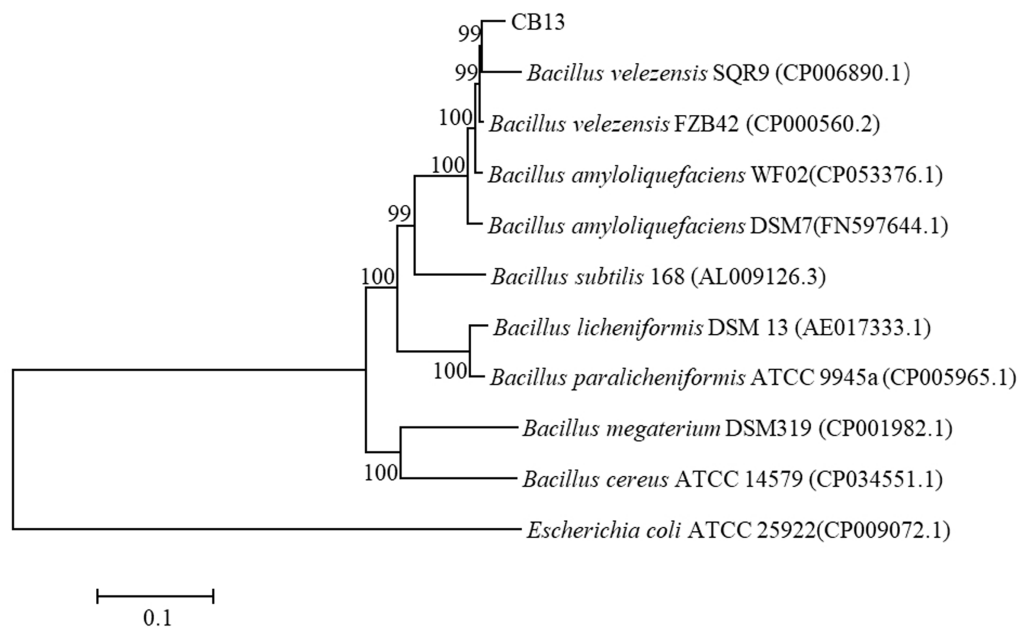 CB13
99
Bacillus velezensis SQR9 (CP006890.1)
99
Bacillus velezensis FZB42 (CP000560.2)
100
Bacillus amyloliquefaciens WF02(CP053376.1)
100
Bacillus amyloliquefaciens DSM7(FN597644.1)
99
Bacillus subtilis 168 (AL009126.3)
100
Bacillus licheniformis DSM 13 (AE017333.1)
Bacillus paralicheniformis ATCC 9945a (CP005965.1)
100
Bacillus megaterium DSM319 (CP001982.1)
100
Bacillus cereus ATCC 14579 (CP034551.1)
Escherichia coli ATCC 25922(CP009072.1)
0.1